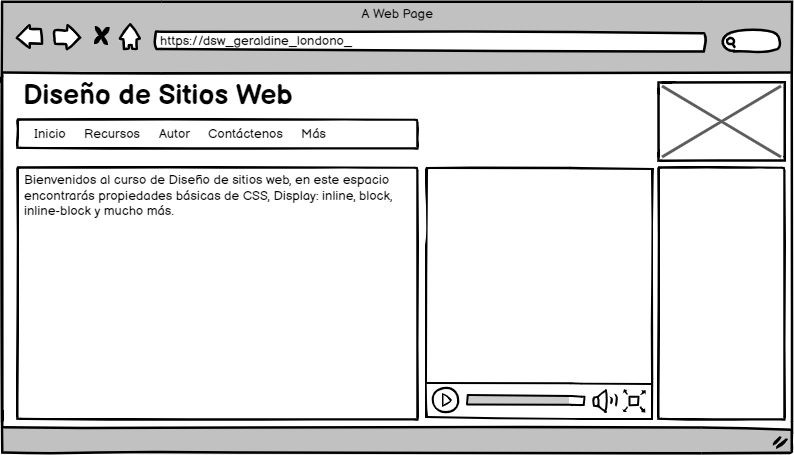 A Web Page
https://dsw_geraldine_londono_
Diseño de Sitios Web
Inicio Recursos Autor Contáctenos Más
Bienvenidos al curso de Diseño de sitios web, en este espacio
encontrarás propiedades básicas de CSS, Display: inline, block,
inline-block y mucho más.